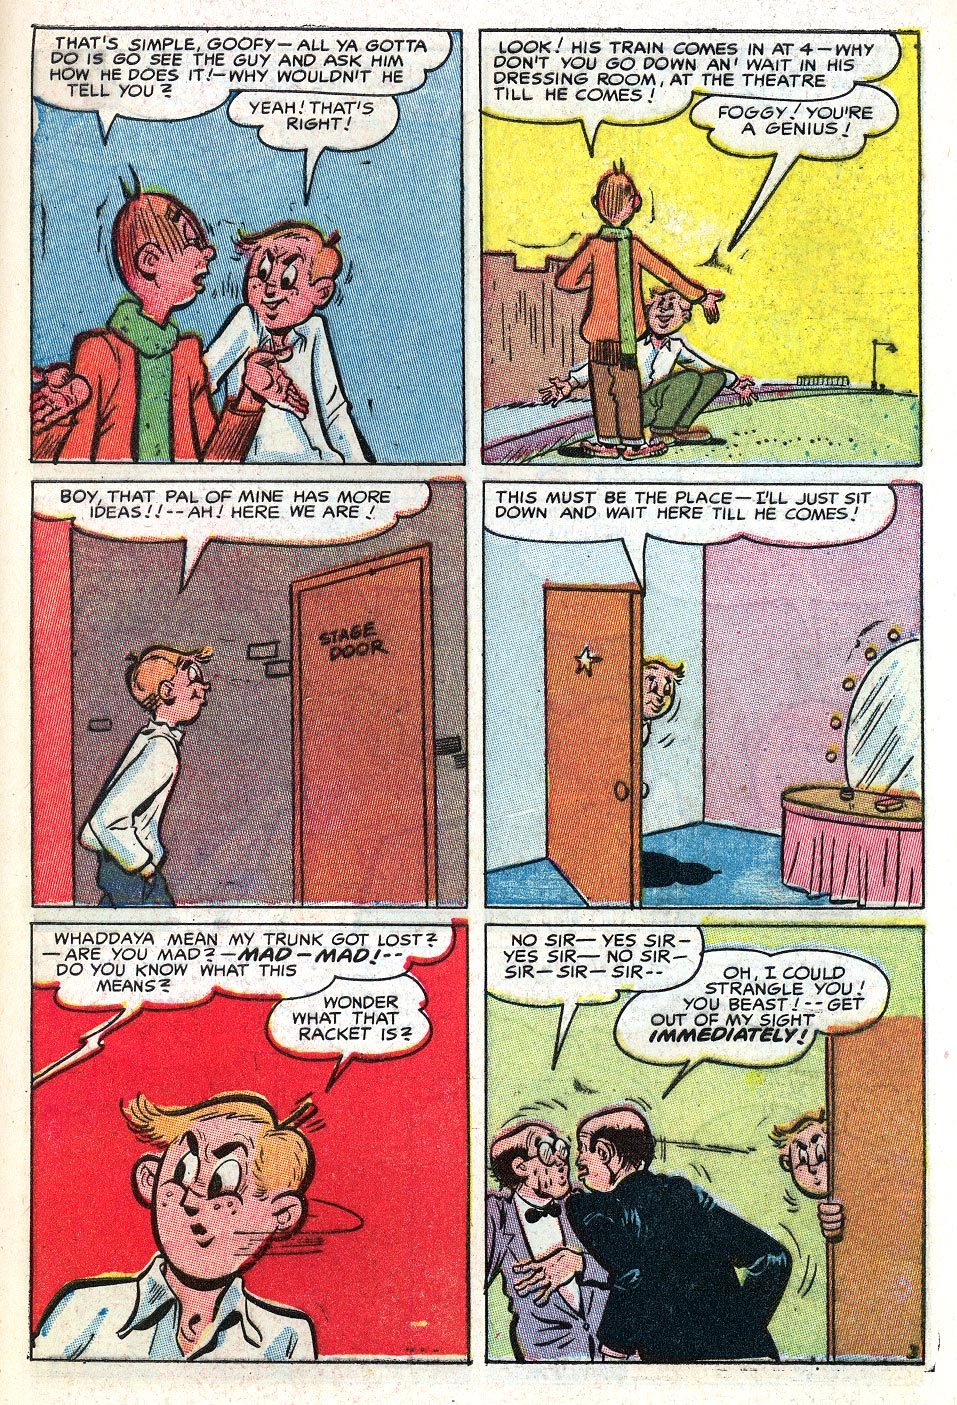 THAT'S SIMPLE, GOOFY—ALL YA GOTTA
DO IS GO SEE THE GUY AND ASK HIM
HOW HE DOES IT!—WHY WOULDN'T HE
TELL YOU?
YEAH! THAT'S
RIGHT!
LOOK! HIS TRAIN COMES IN AT 4—WHY
DON'T YOU GO DOWN AN' WAIT IN HIS
DRESSING ROOM, AT THE THEATRE
TILL HE COMES!
FOGGY! YOU'RE
A GENIUS!
BOY, THAT PAL OF MINE HAS MORE
IDEAS!!--AH! HERE WE ARE!
STAGE
DOOR
THIS MUST BE THE PLACE—I'LL JUST SIT
DOWN AND WAIT HERE TILL HE COMES!
WHADDAYA MEAN MY TRUNK GOT LOST?
—ARE YOU MAD?—MAD—MAD!--
DO YOU KNOW WHAT THIS
MEANS?
WONDER
WHAT THAT
RACKET IS?
NO SIR—YES SIR—
YES SIR—NO SIR—
SIR—SIR—SIR--
OH, I COULD
STRANGLE YOU!
YOU BEAST!--GET
OUT OF MY SIGHT
IMMEDIATELY!
3